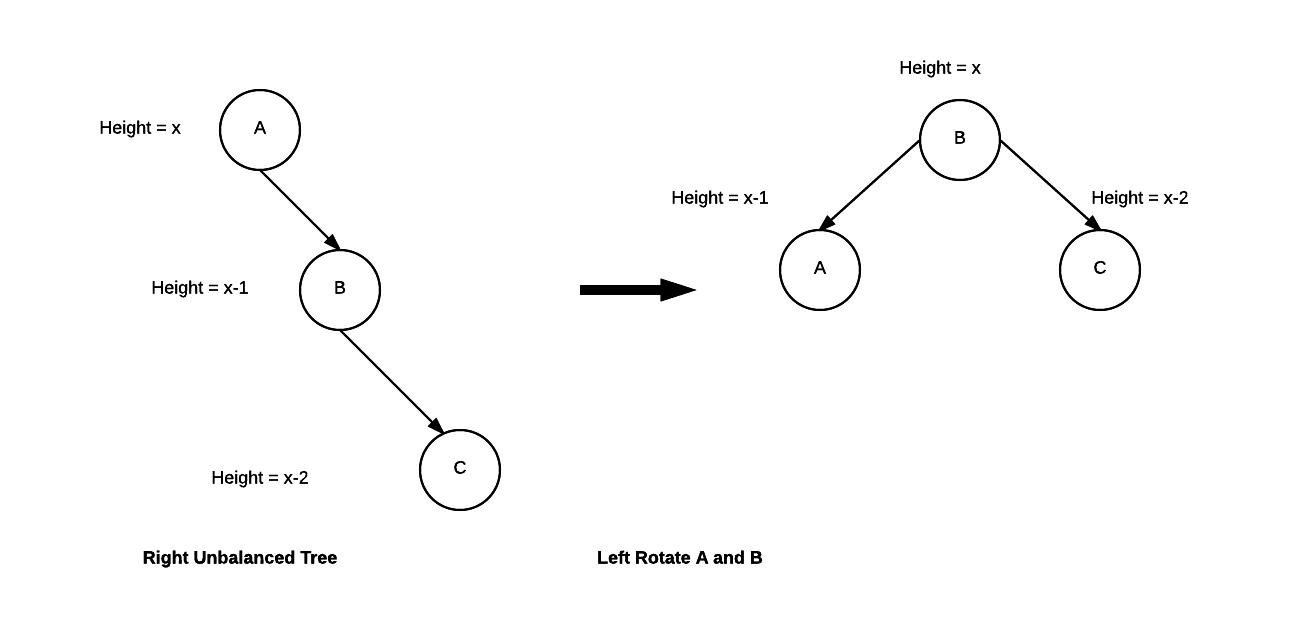 Height = x
A
Height = x-1
B
Height = x-2
C
Right Unbalanced Tree
Height = x
B
Height = x-1
Height = x-2
A
C
Left Rotate A and B